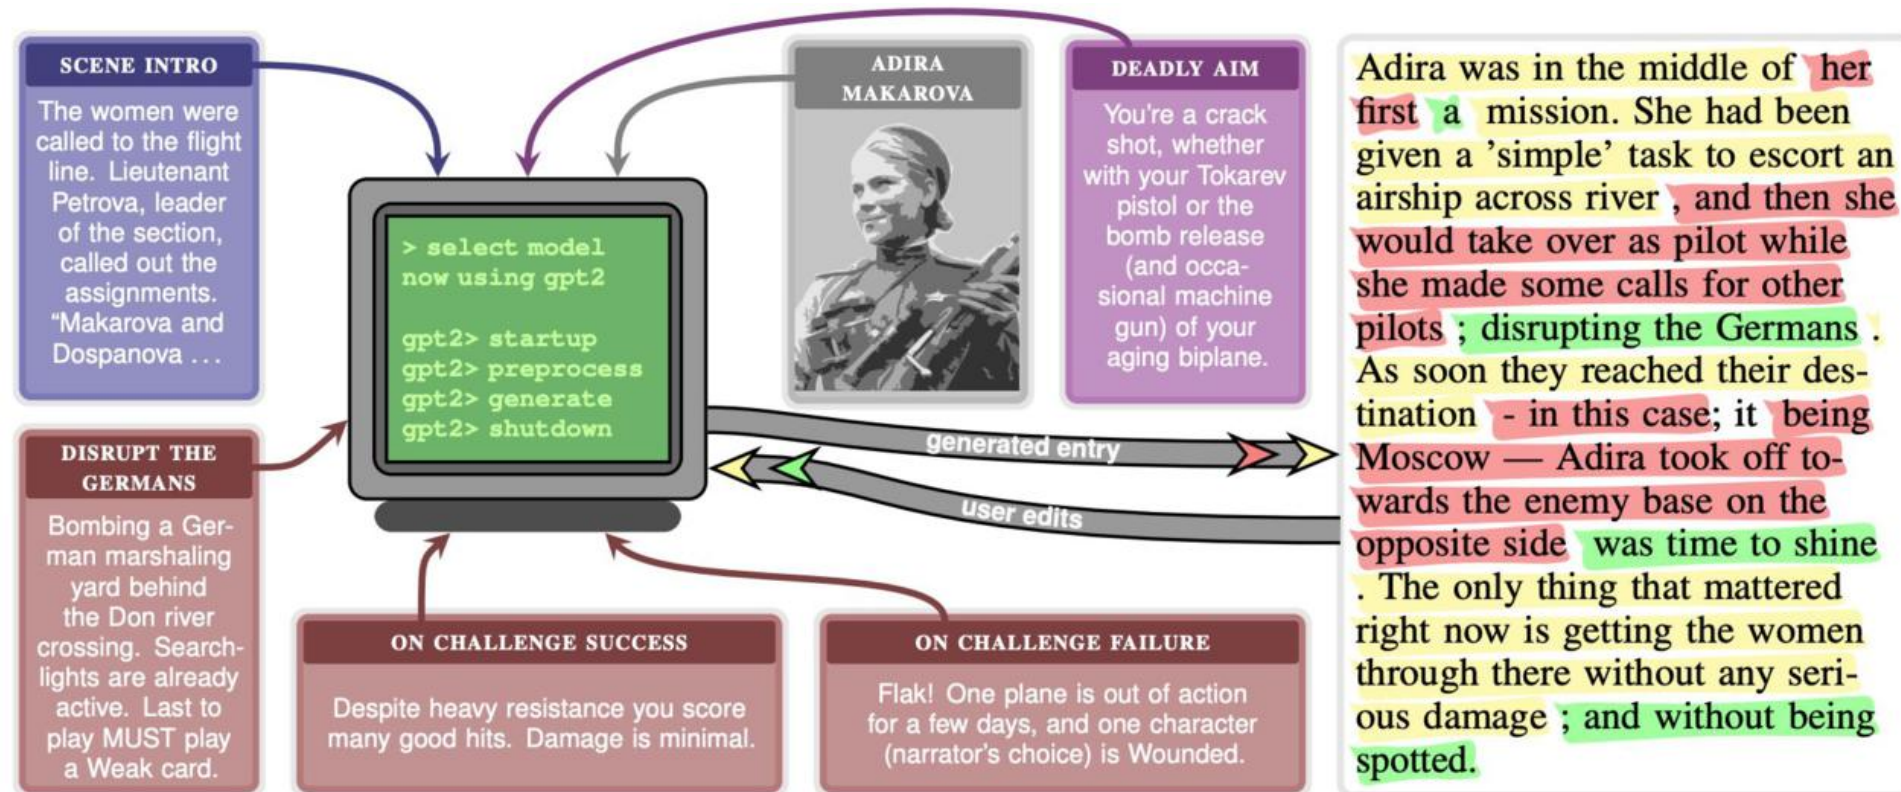 SCENE INTRO
The women were
called to the flight
line. Lieutenant
Petrova, leader
of the section,
called out the
assignments.
“Makarova and
Dospanova ...
DISRUPT THE
GERMANS
Bombing a Ger-
man marshaling
yard behind
the Don river
crossing. Search-
lights are already
active. Last to
play MUST play
a Weak card.
> select model
now using gpt2
gpt2> startup
gpt2> preprocess
gpt2> generate
gpt2> shutdown
ADIRA
MAKAROVA
DEADLY AIM
You're a crack
shot, whether
with your Tokarev
pistol or the
bomb release
(and occa-
sional machine
gun) of your
aging biplane.
generated entry
user edits
ON CHALLENGE SUCCESS
Despite heavy resistance you score
many good hits. Damage is minimal.
ON CHALLENGE FAILURE
Flak! One plane is out of action
for a few days, and one character
(narrator's choice) is Wounded.
Adira was in the middle of her
first a mission. She had been
given a 'simple' task to escort an
airship across river , and then she
would take over as pilot while
she made some calls for other
pilots ; disrupting the Germans .
As soon they reached their des-
tination - in this case; it being
Moscow — Adira took off to-
wards the enemy base on the
opposite side was time to shine
. The only thing that mattered
right now is getting the women
through there without any seri-
ous damage ; and without being
spotted.